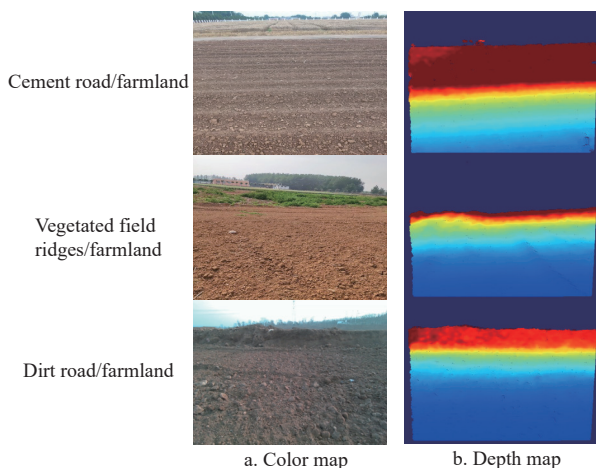 Cement road/farmland
Vegetated field
ridges/farmland
Dirt road/farmland
a. Color map
b. Depth map